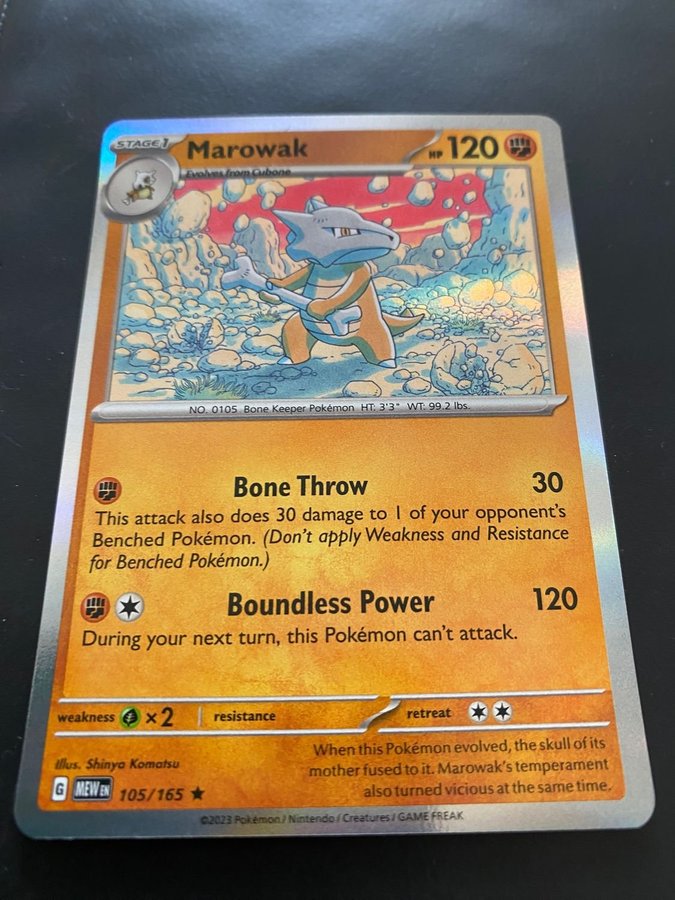 STAGE 1 Marowak HP 120
Evolves from Cubone
NO. 0105 Bone Keeper Pokémon HT: 3'3" WT: 99.2 lbs.
Bone Throw 30
This attack also does 30 damage to 1 of your opponent's
Benched Pokémon. (Don't apply Weakness and Resistance
for Benched Pokémon.)
Boundless Power 120
During your next turn, this Pokémon can't attack.
weakness ×2 resistance retreat
Illus. Shinya Komatsu
When this Pokémon evolved, the skull of its
mother fused to it. Marowak's temperament
also turned vicious at the same time.
G MEW EN 105/165 ★
©2023 Pokémon / Nintendo / Creatures / GAME FREAK